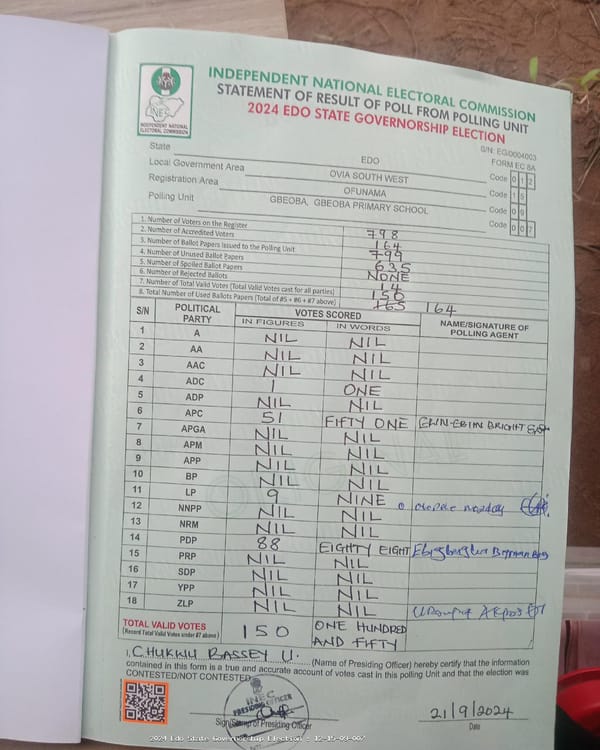 INDEPENDENT NATIONAL ELECTORAL COMMISSION
STATEMENT OF RESULT OF POLL FROM POLLING UNIT
2024 EDO STATE GOVERNORSHIP ELECTION
INEC
INDEPENDENT NATIONAL ELECTORAL COMMISSION
S/N: EG/0004003
FORM EC 8A
State EDO Code 0 1 2
Local Government Area OVIA SOUTH WEST Code 1 5
Registration Area OFUNAMA Code 0 9
Polling Unit GBEOBA, GBEOBA PRIMARY SCHOOL Code 0 0 7
1. Number of Voters on the Register 798
2. Number of Accredited Voters 164
3. Number of Ballot Papers Issued to the Polling Unit 799
4. Number of Unused Ballot Papers 635
5. Number of Spoiled Ballot Papers NONE
6. Number of Rejected Ballots 14
7. Number of Total Valid Votes (Total Valid Votes cast for all parties) 150
8. Total Number of Used Ballots Papers (Total of #5 + #6 + #7 above) 164
S/N POLITICAL PARTY VOTES SCORED NAME/SIGNATURE OF POLLING AGENT
IN FIGURES IN WORDS
1 A NIL NIL
2 AA NIL NIL
3 AAC NIL NIL
4 ADC 1 ONE
5 ADP NIL NIL
6 APC 51 FIFTY ONE BRIGHT
7 APGA NIL NIL
8 APM NIL NIL
9 APP NIL NIL
10 BP NIL NIL
11 LP 9 NINE
12 NNPP NIL NIL
13 NRM NIL NIL
14 PDP 88 EIGHTY EIGHT
15 PRP NIL NIL
16 SDP NIL NIL
17 YPP NIL NIL
18 ZLP NIL NIL
TOTAL VALID VOTES 150 ONE HUNDRED AND FIFTY
(Record Total Valid Votes under #7 above)
I, CHUKWU BASSEY U. (Name of Presiding Officer) hereby certify that the information
contained in this form is a true and accurate account of votes cast in this polling Unit and that the election was
CONTESTED/NOT CONTESTED.
INEC
PRESIDING OFFICER
Sign/Stamp of Presiding Officer
21/9/2024
Date
2024 Edo State Governorship Election - 12-15-09-007